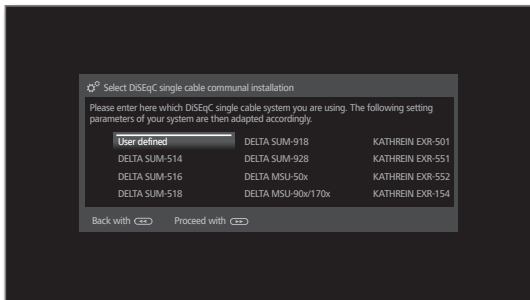 Select DiSEqC single cable communal installation
Please enter here which DiSEqC single cable system you are using. The following setting
parameters of your system are then adapted accordingly.
User defined DELTA SUM-918 KATHREIN EXR-501
DELTA SUM-514 DELTA SUM-928 KATHREIN EXR-551
DELTA SUM-516 DELTA MSU-50x KATHREIN EXR-552
DELTA SUM-518 DELTA MSU-90x/170x KATHREIN EXR-154
Back with Proceed with